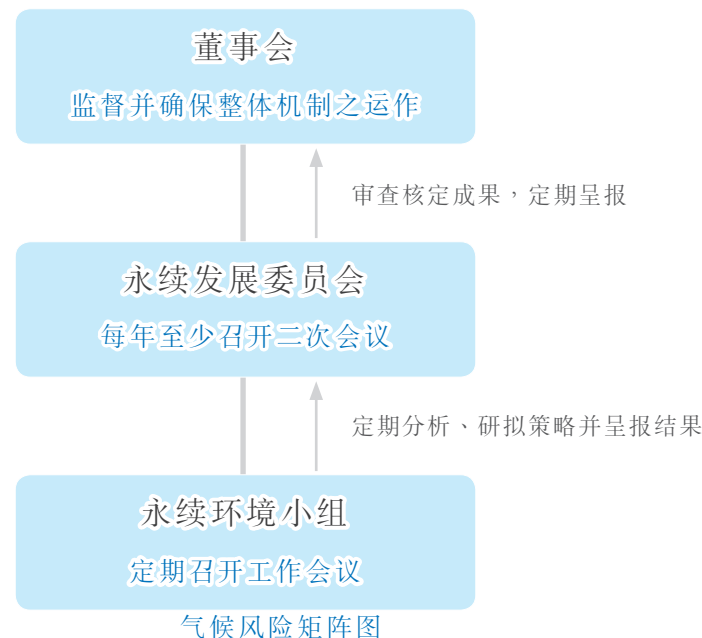 董事会
监督并确保整体机制之运作
审查核定成果，定期呈报
永续发展委员会
每年至少召开二次会议
定期分析、研拟策略并呈报结果
永续环境小组
定期召开工作会议
气候风险矩阵图